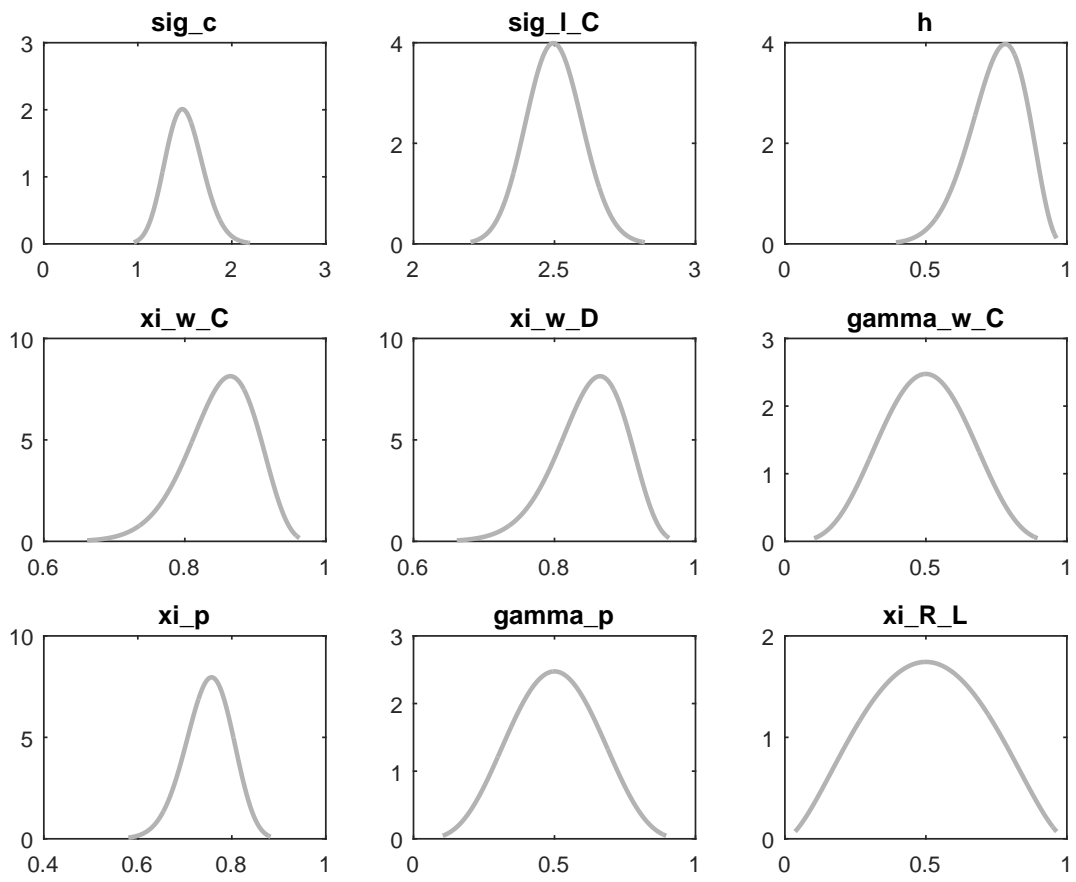 sig_c sig_l_C h
3 4 4
2
1 2 2
0 0 0
0 1 2 3 2 2.5 3 0 0.5 1
xi_w_C xi_w_D gamma_w_C
10 10 3
2
5 5
1
0 0 0
0.6 0.8 1 0.6 0.8 1 0 0.5 1
xi_p gamma_p xi_R_L
10 3 2
2
5 1
1
0 0 0
0.4 0.6 0.8 1 0 0.5 1 0 0.5 1